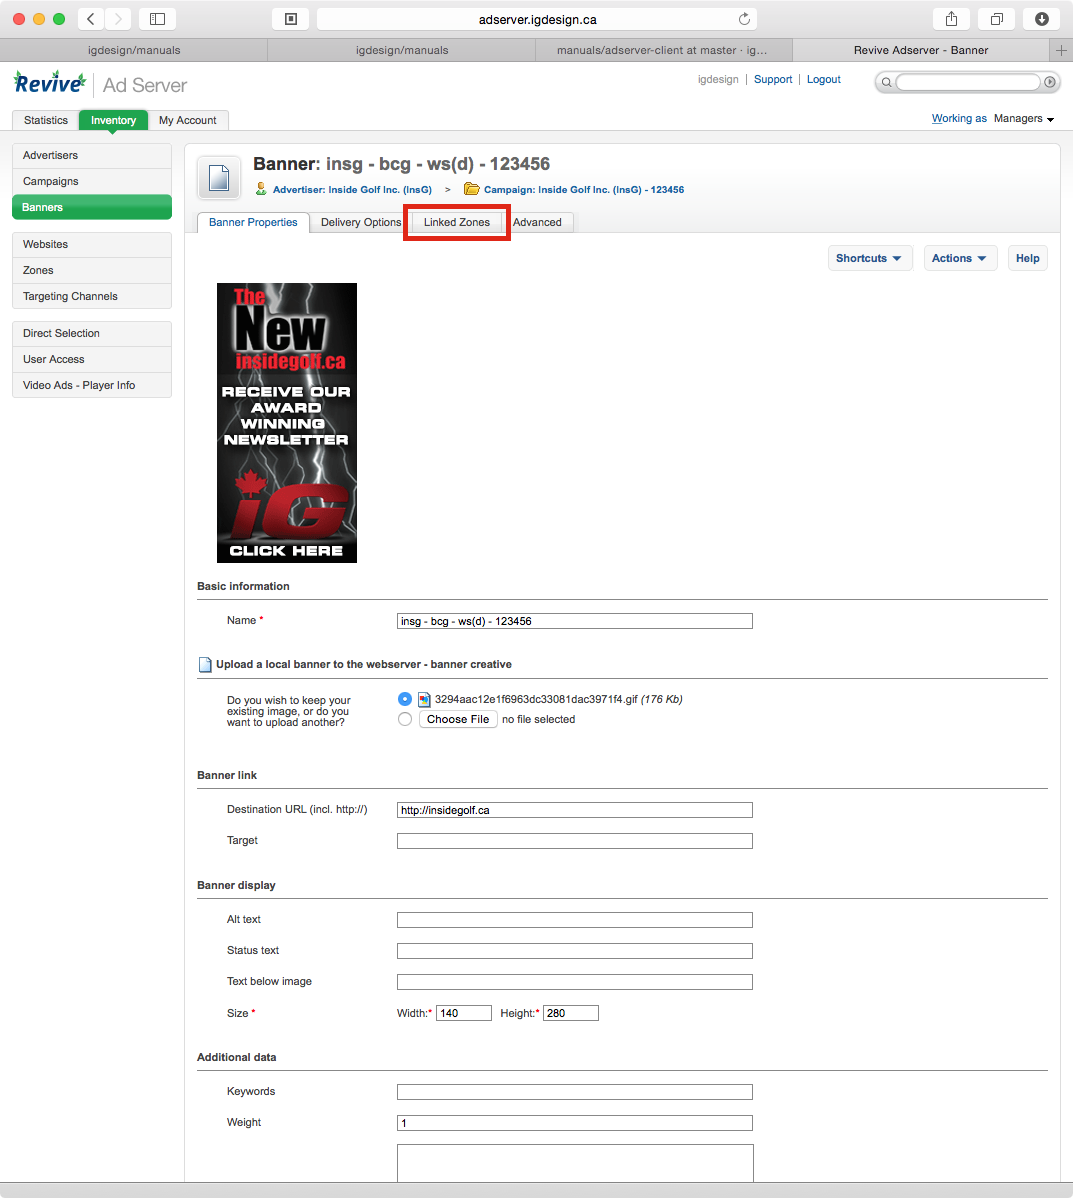 adserver.igdesign.ca
igdesign/manuals
igdesign/manuals
manuals/adserver-client at master · ig...
Revive Adserver - Banner
Revive Ad Server
igdesign | Support | Logout
Statistics
Inventory
My Account
Working as Managers
Advertisers
Campaigns
Banners
Websites
Zones
Targeting Channels
Direct Selection
User Access
Video Ads - Player Info
Banner: insg - bcg - ws(d) - 123456
Advertiser: Inside Golf Inc. (InsG) > Campaign: Inside Golf Inc. (InsG) - 123456
Banner Properties
Delivery Options
Linked Zones
Advanced
Shortcuts
Actions
Help
The
New
insidegolf.ca
RECEIVE OUR
AWARD
WINNING
NEWSLETTER
iG
CLICK HERE
Basic information
Name * insg - bcg - ws(d) - 123456
Upload a local banner to the webserver - banner creative
Do you wish to keep your
existing image, or do you
want to upload another?
3294aac12e1f6963dc33081dac3971f4.gif (176 Kb)
Choose File no file selected
Banner link
Destination URL (incl. http://) http://insidegolf.ca
Target
Banner display
Alt text
Status text
Text below image
Size * Width:* 140 Height:* 280
Additional data
Keywords
Weight 1